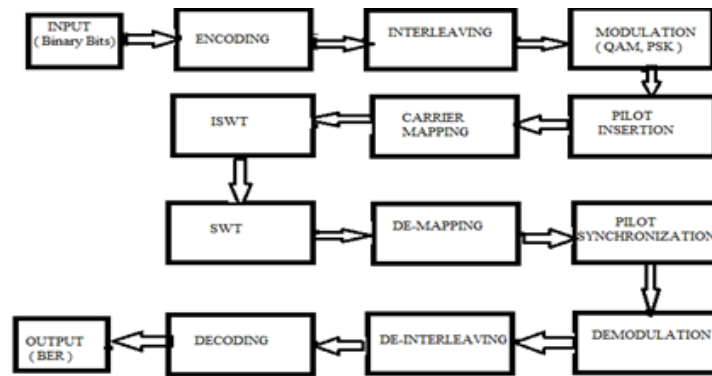 INPUT
( Binary Bits)
ENCODING
INTERLEAVING
MODULATION
( QAM, PSK)
ISWT
CARRIER
MAPPING
PILOT
INSERTION
SWT
DE-MAPPING
PILOT
SYNCHRONIZATION
OUTPUT
( BER )
DECODING
DE-INTERLEAVING
DEMODULATION